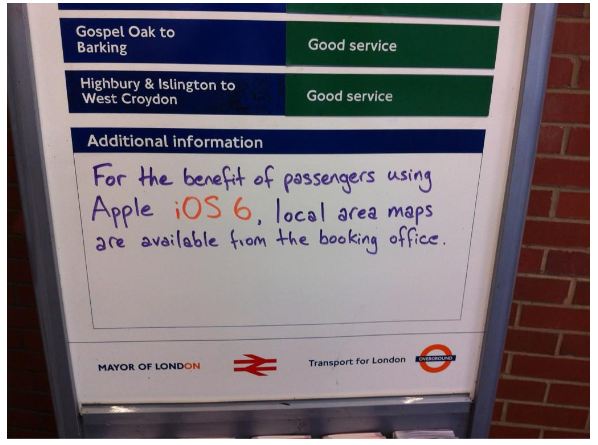 Gospel Oak to
Barking
Good service
Highbury & Islington to
West Croydon
Good service
Additional information
For the benefit of passengers using
Apple iOS 6, local area maps
are available from the booking office.
MAYOR OF LONDON
Transport for London
OVERGROUND